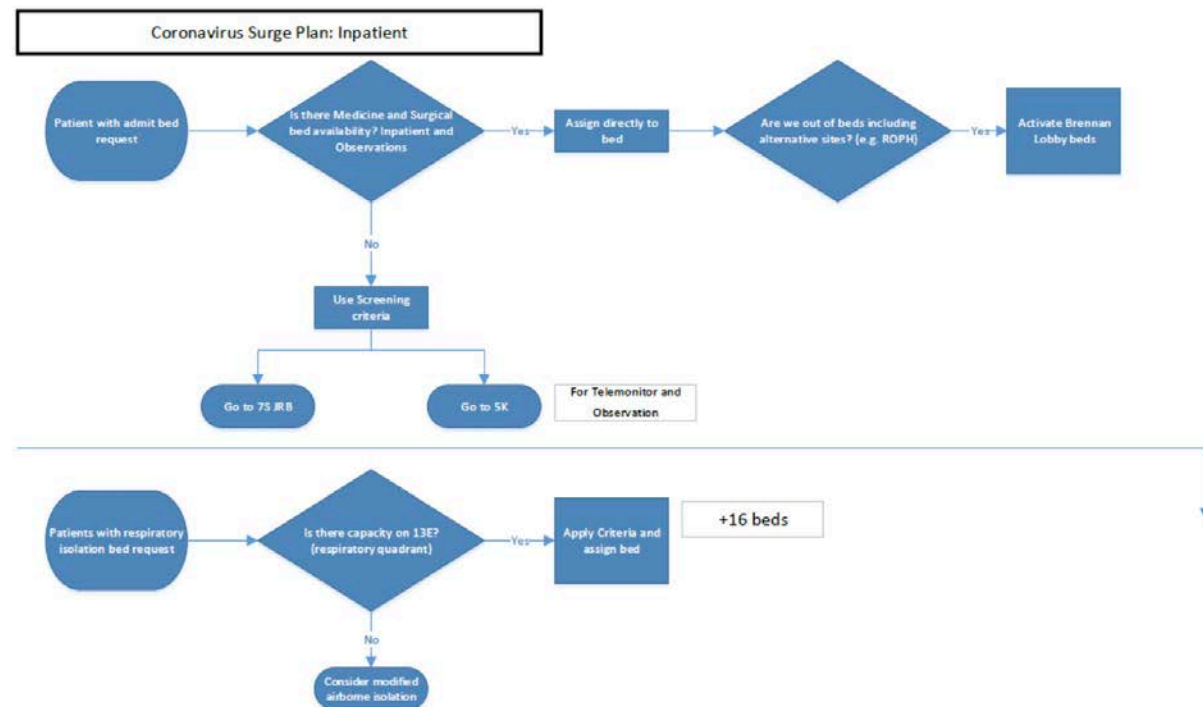 Coronavirus Surge Plan: Inpatient
Patient with admit bed
request
Is there Medicine and Surgical
bed availability? Inpatient and
Observations
Yes
Assign directly to
bed
Are we out of beds including
alternative sites? (e.g. ROPH)
Yes
Activate Brennan
Lobby beds
No
Use Screening
criteria
Go to 7S JRB
Go to 5K
For Telemonitor and
Observation
Patients with respiratory
isolation bed request
Is there capacity on 13E?
(respiratory quadrant)
Yes
Apply Criteria and
assign bed
+16 beds
No
Consider modified
airborne isolation